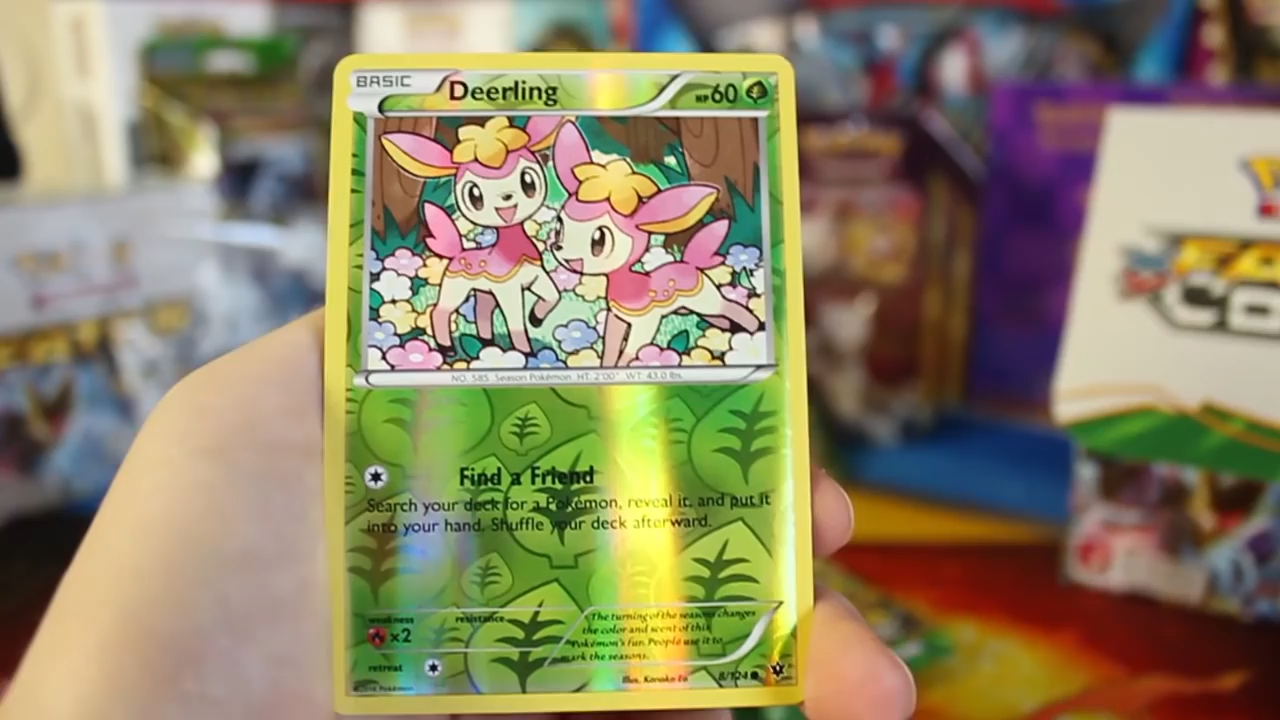 BASIC
Deerling
HP60
NO. 585 Season Pokémon HT: 2'00" WT: 43.0 lbs.
Find a Friend
Search your deck for a Pokémon, reveal it, and put it
into your hand. Shuffle your deck afterward.
weakness
×2
resistance
retreat
The turning of the seasons changes
the color and scent of this
Pokémon's fur. People use it to
mark the seasons.
Illus. Kanako Eo
8/124